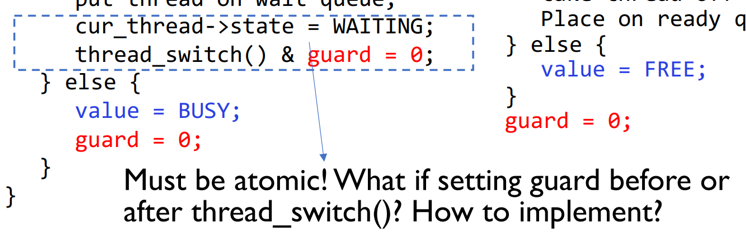 put thread on wait queue;
cur_thread->state = WAITING;
thread_switch() & guard = 0;
} else {
value = BUSY;
guard = 0;
}
}
Place on ready q
} else {
value = FREE;
}
guard = 0;
Must be atomic! What if setting guard before or
after thread_switch()? How to implement?